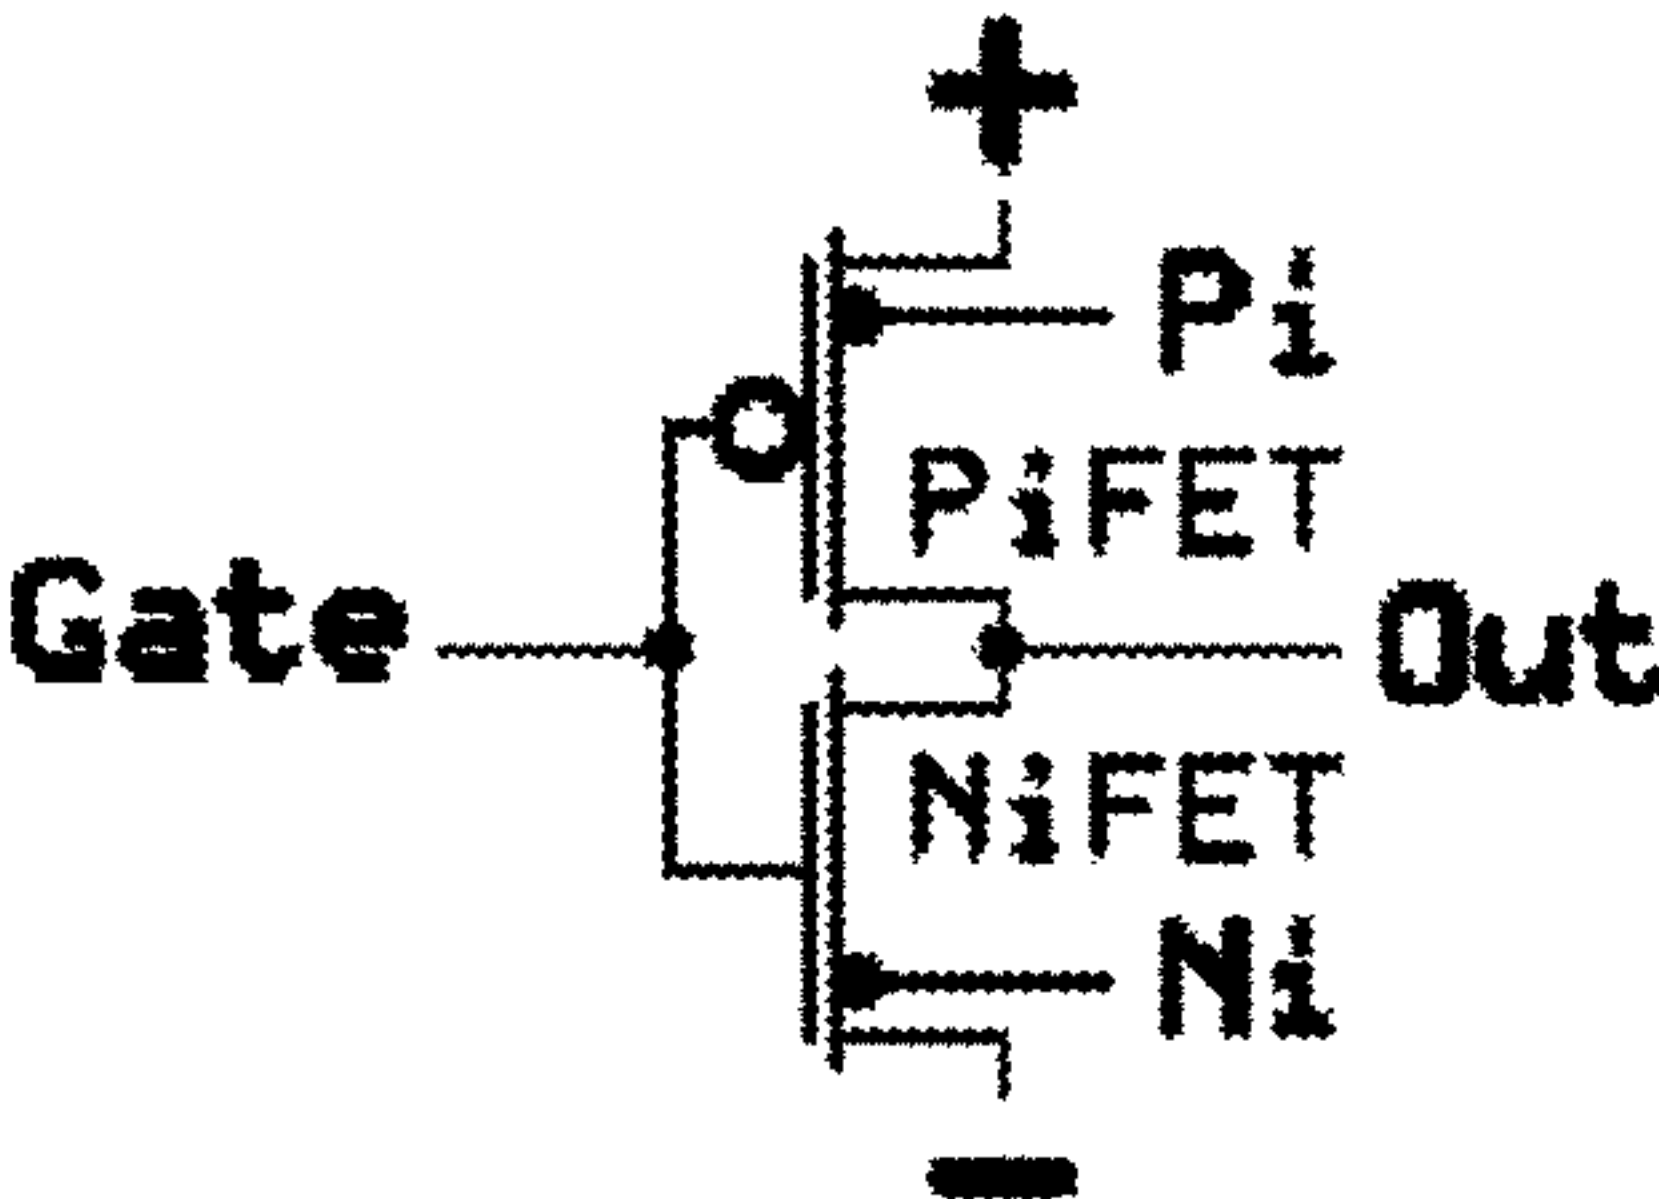 +
Pi
PiFET
Gate
Out
NiFET
Ni
-